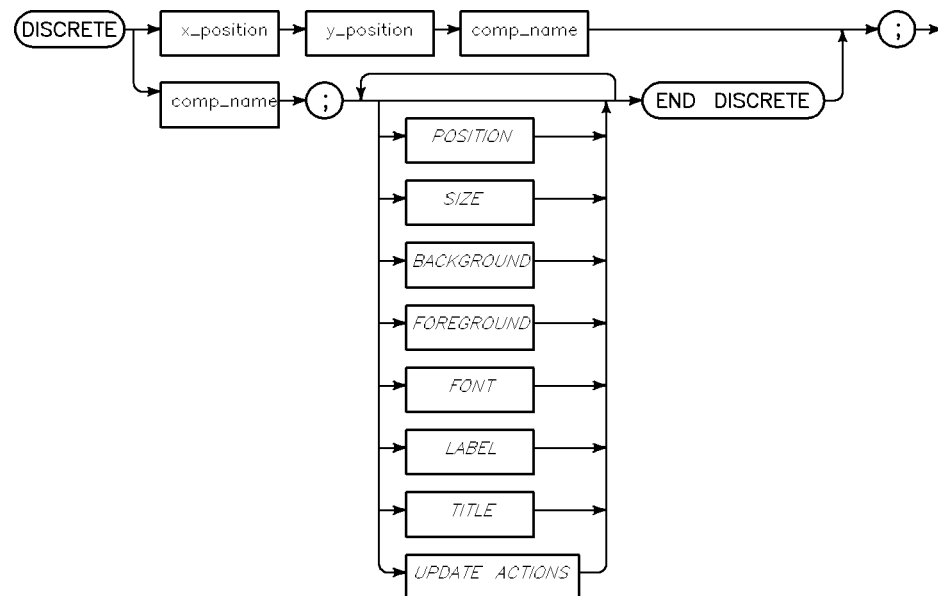 DISCRETE x_position y_position comp_name ;
comp_name ; END DISCRETE
POSITION
SIZE
BACKGROUND
FOREGROUND
FONT
LABEL
TITLE
UPDATE ACTIONS